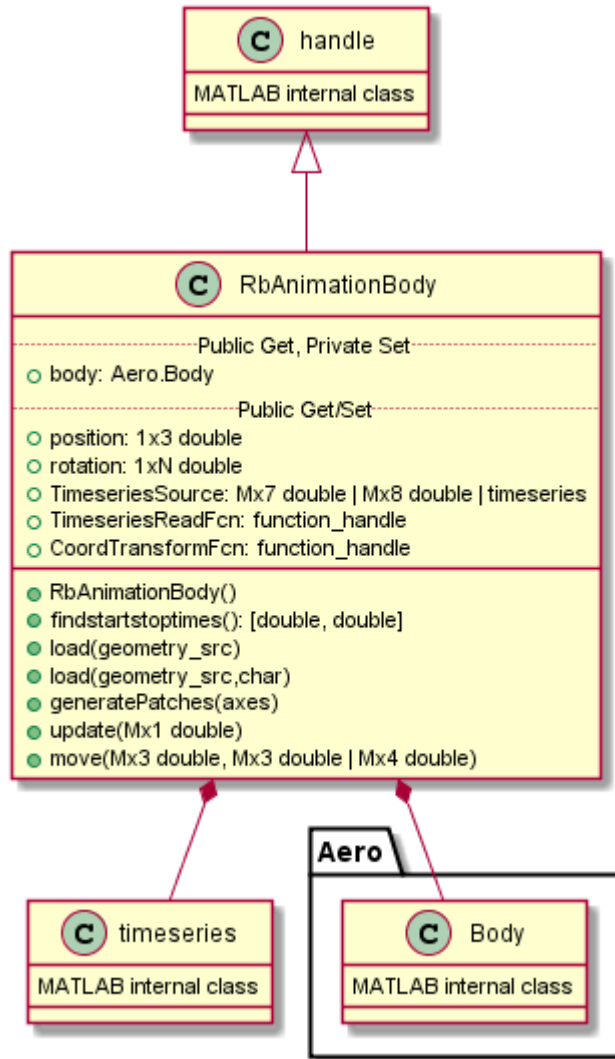 C handle
MATLAB internal class
C RbAnimationBody
Public Get, Private Set
body: Aero.Body
Public Get/Set
position: 1x3 double
rotation: 1xN double
TimeseriesSource: Mx7 double | Mx8 double | timeseries
TimeseriesReadFcn: function_handle
CoordTransformFcn: function_handle
RbAnimationBody()
findstartstoptimes(): [double, double]
load(geometry_src)
load(geometry_src,char)
generatePatches(axes)
update(Mx1 double)
move(Mx3 double, Mx3 double | Mx4 double)
Aero
C timeseries
MATLAB internal class
C Body
MATLAB internal class